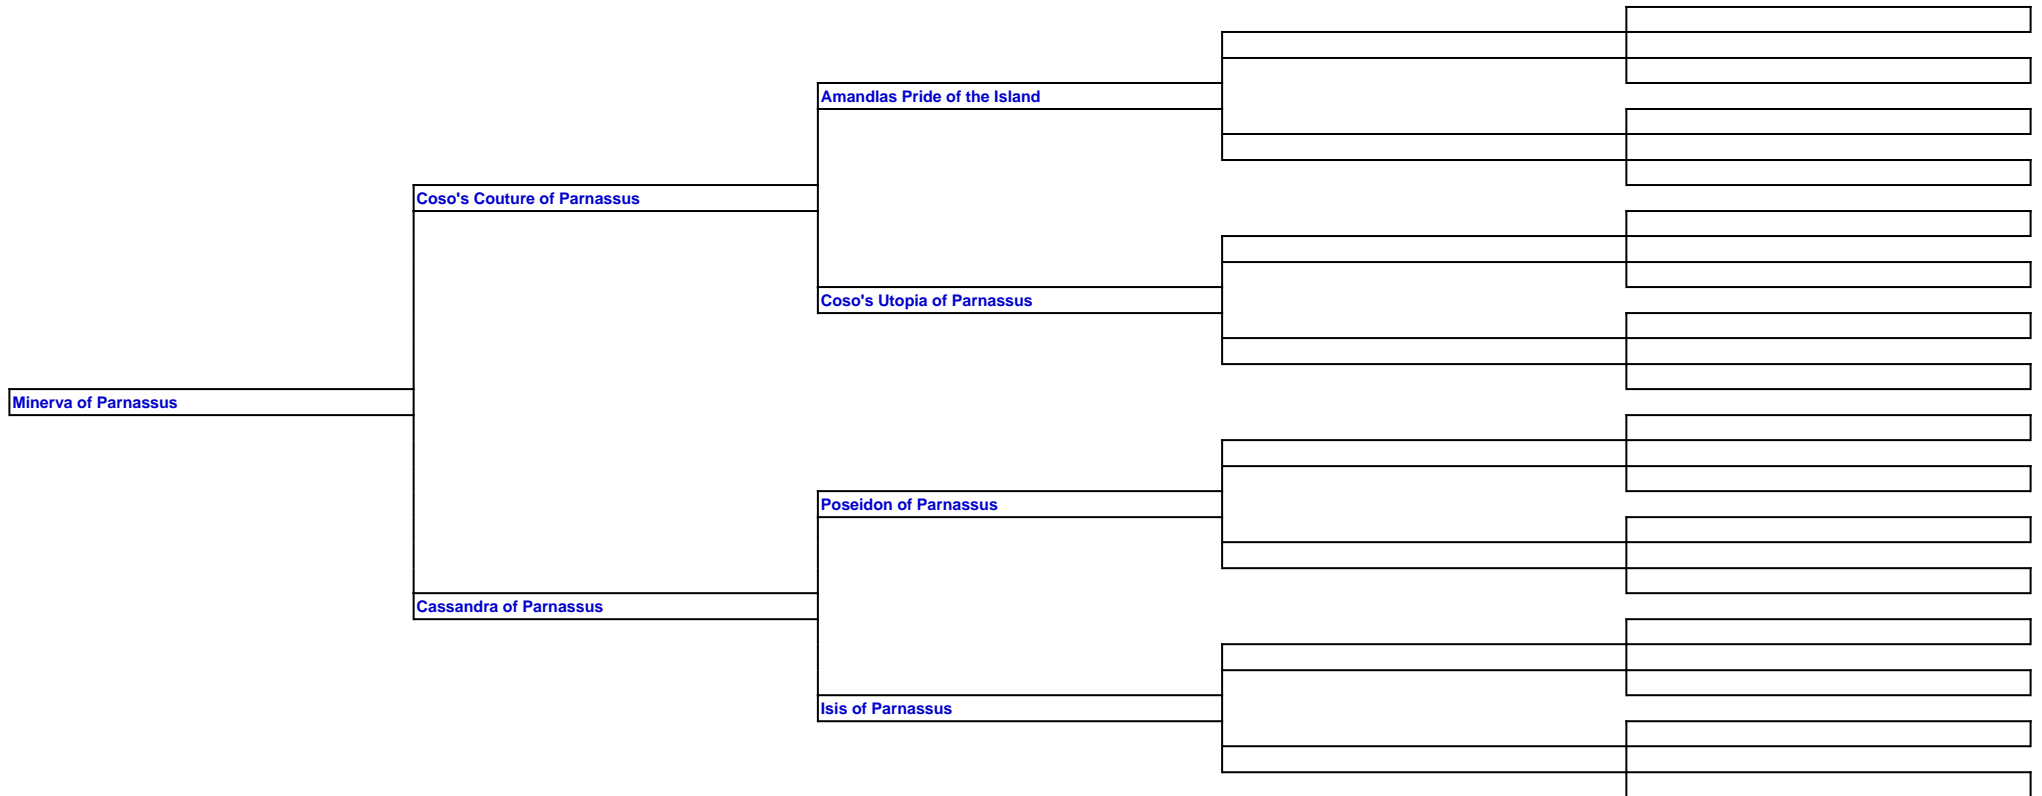 Amandlas Pride of the Island
Coso's Couture of Parnassus
Coso's Utopia of Parnassus
Minerva of Parnassus
Poseidon of Parnassus
Cassandra of Parnassus
Isis of Parnassus